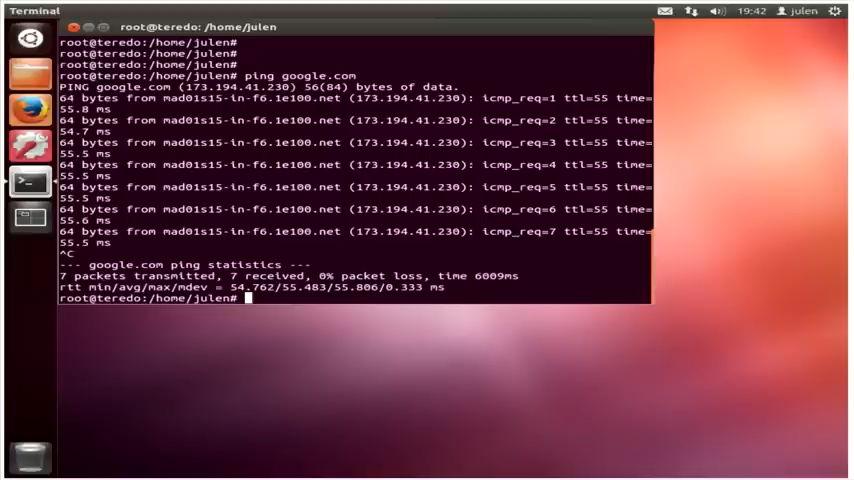 Terminal
19:42 julen
root@teredo: /home/julen
root@teredo:/home/julen#
root@teredo:/home/julen#
root@teredo:/home/julen#
root@teredo:/home/julen# ping google.com
PING google.com (173.194.41.230) 56(84) bytes of data.
64 bytes from mad01s15-in-f6.1e100.net (173.194.41.230): icmp_req=1 ttl=55 time=
55.8 ms
64 bytes from mad01s15-in-f6.1e100.net (173.194.41.230): icmp_req=2 ttl=55 time=
54.7 ms
64 bytes from mad01s15-in-f6.1e100.net (173.194.41.230): icmp_req=3 ttl=55 time=
55.5 ms
64 bytes from mad01s15-in-f6.1e100.net (173.194.41.230): icmp_req=4 ttl=55 time=
55.5 ms
64 bytes from mad01s15-in-f6.1e100.net (173.194.41.230): icmp_req=5 ttl=55 time=
55.5 ms
64 bytes from mad01s15-in-f6.1e100.net (173.194.41.230): icmp_req=6 ttl=55 time=
55.6 ms
64 bytes from mad01s15-in-f6.1e100.net (173.194.41.230): icmp_req=7 ttl=55 time=
55.5 ms
^C
--- google.com ping statistics ---
7 packets transmitted, 7 received, 0% packet loss, time 6009ms
rtt min/avg/max/mdev = 54.762/55.483/55.806/0.333 ms
root@teredo:/home/julen#